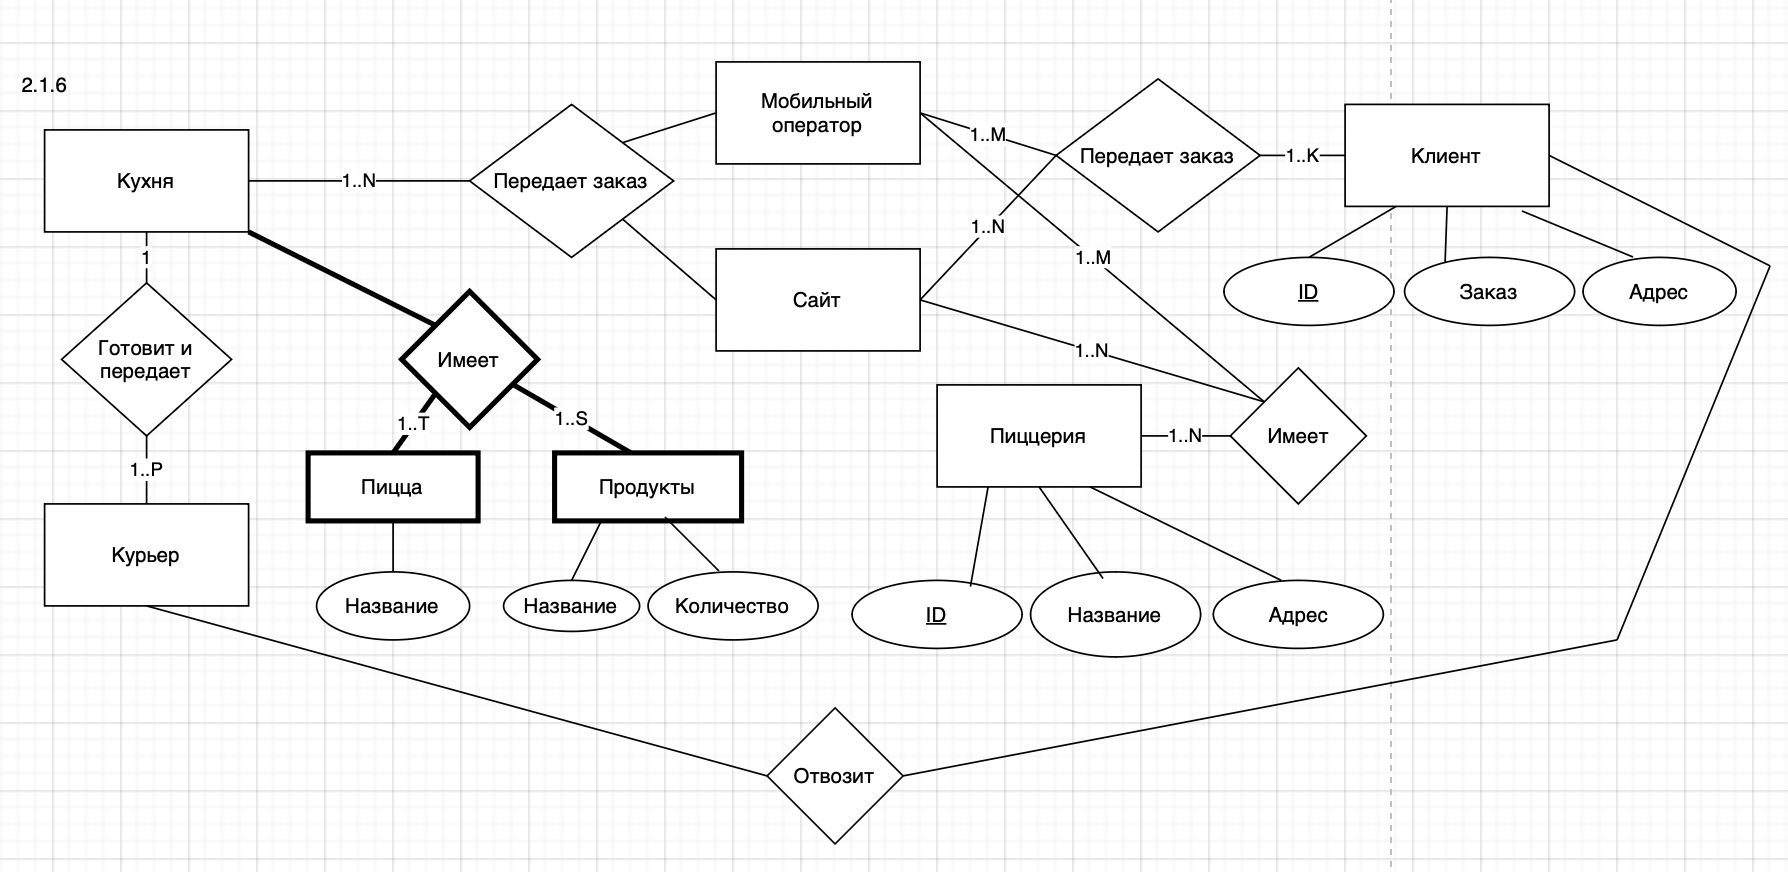 2.1.6
Мобильный
оператор
Кухня
1..N
Передает заказ
1..M
Передает заказ
1..K
Клиент
1..N
1
1..M
Сайт
ID
Заказ
Адрес
Готовит и
передает
Имеет
1..N
1..T
1..S
Пиццерия
1..N
Имеет
1..P
Пицца
Продукты
Курьер
Название
Название
Количество
ID
Название
Адрес
Отвозит